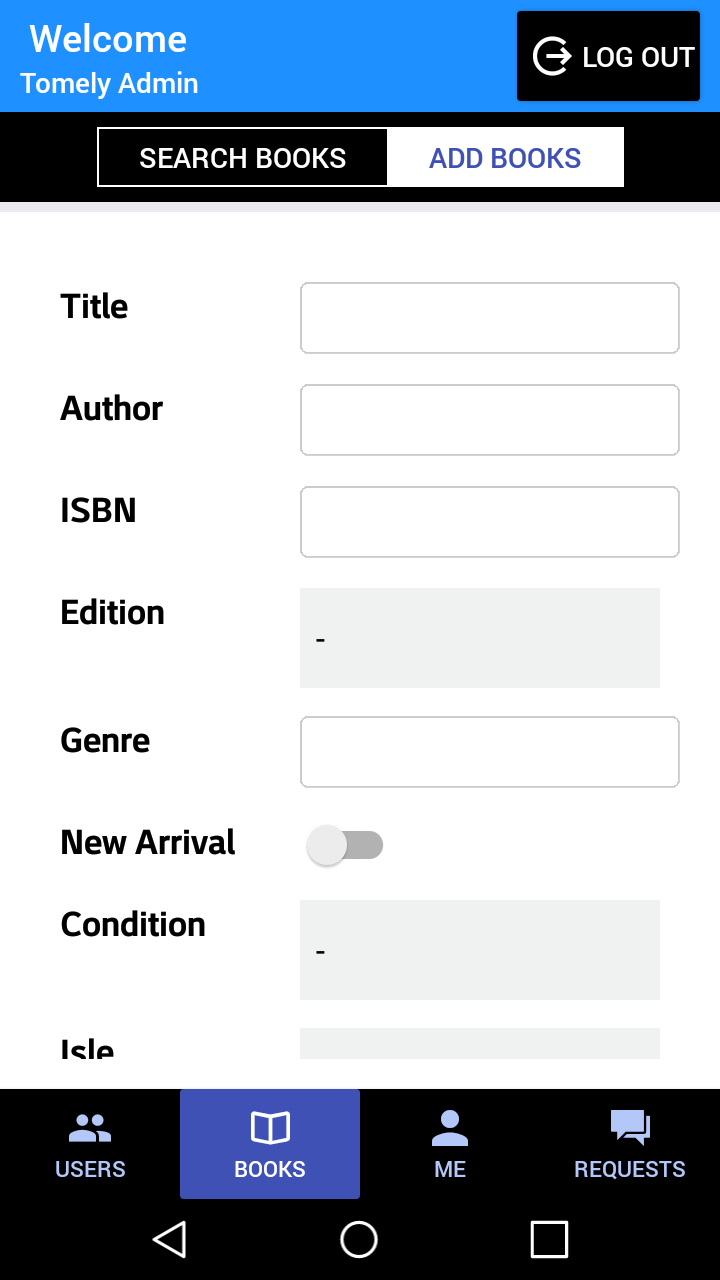 Welcome
Tomely Admin
LOG OUT
SEARCH BOOKS
ADD BOOKS
Title
Author
ISBN
Edition
-
Genre
New Arrival
Condition
-
Isle
USERS
BOOKS
ME
REQUESTS